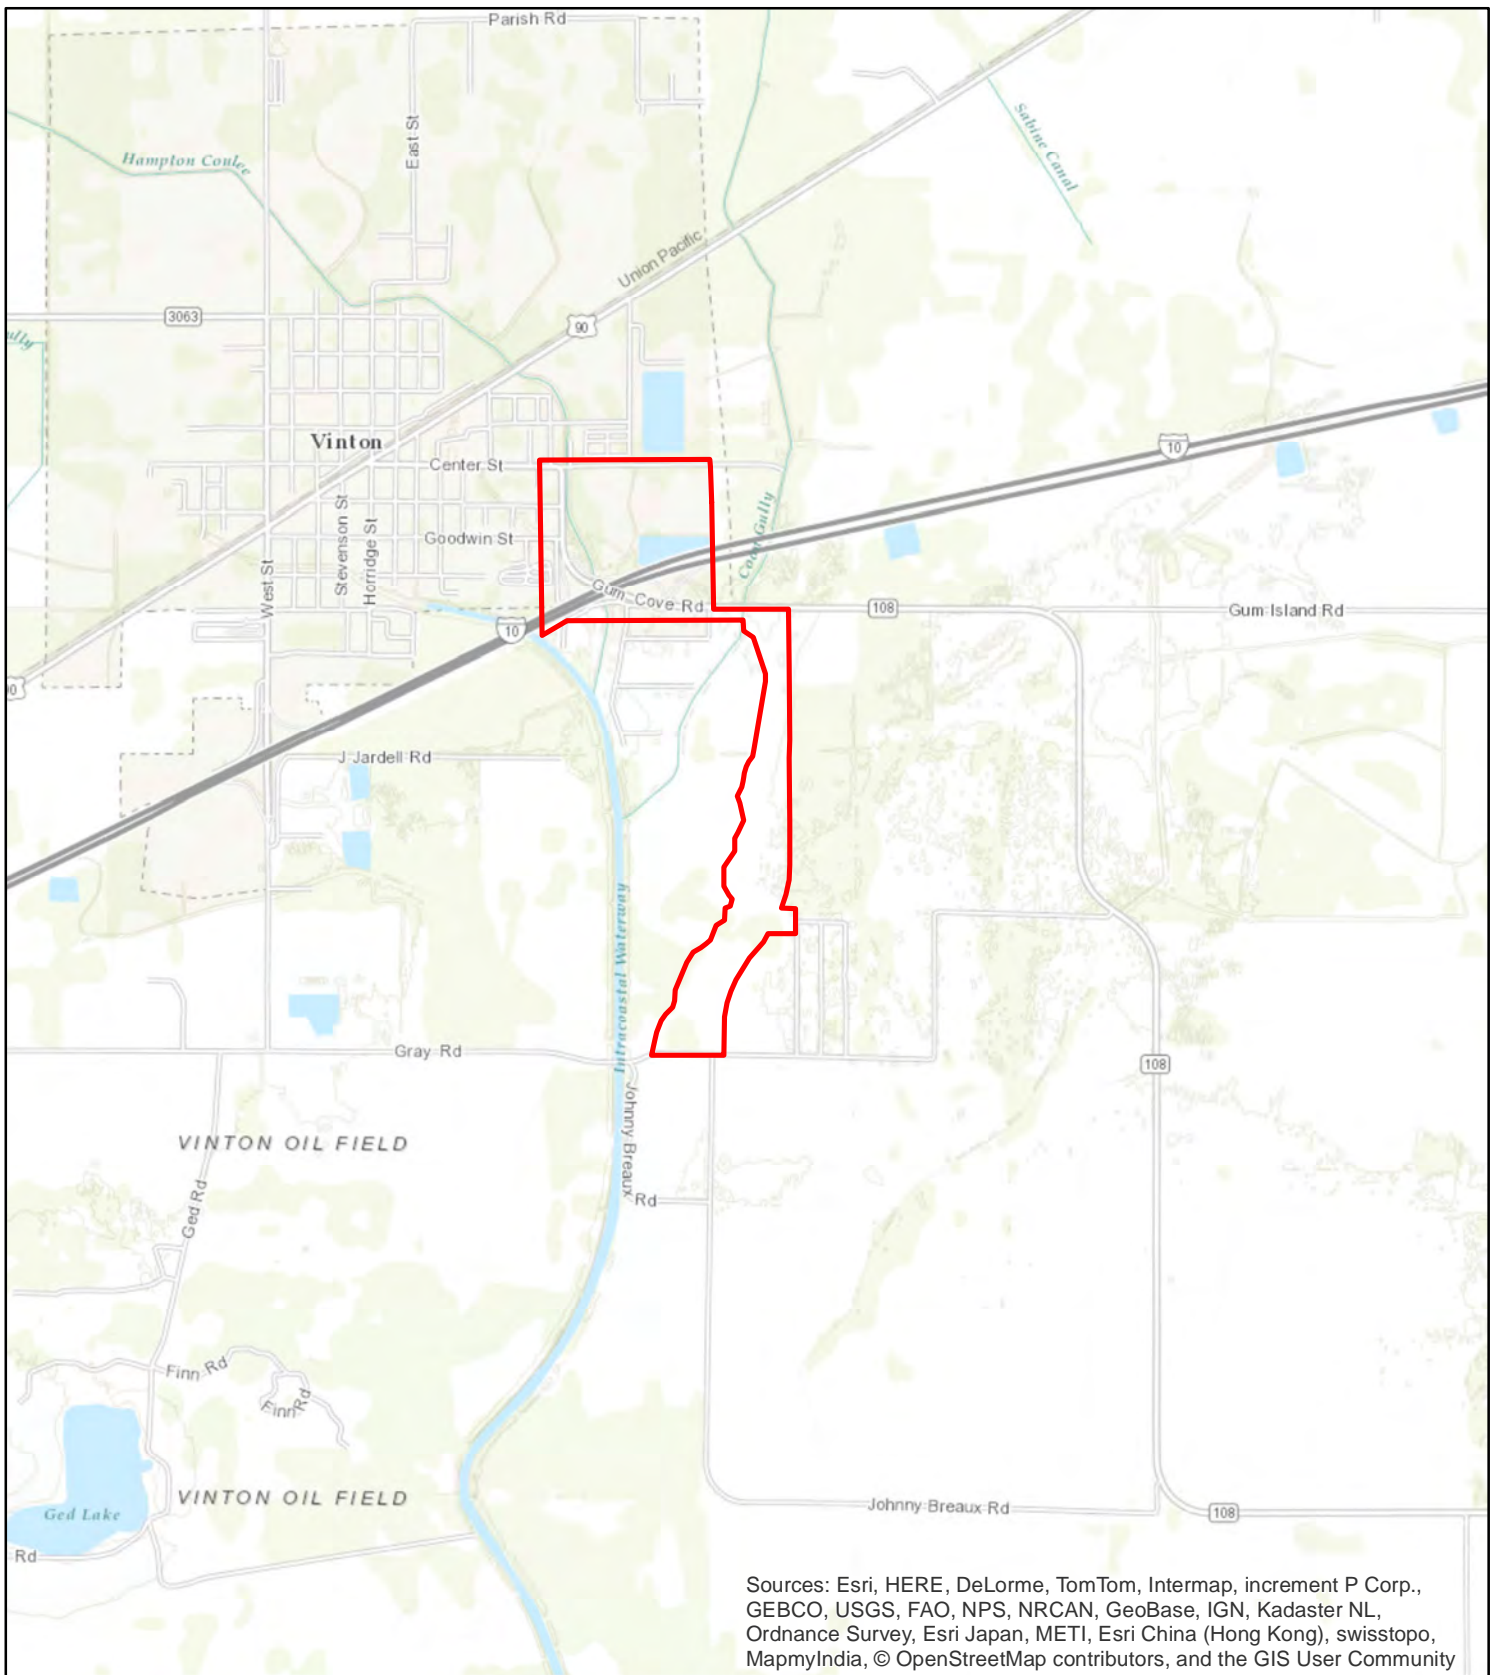 Parish Rd
East St
Hampton Coulee
Sabine Canal
Union Pacific
3063
90
ully
Vinton
10
Center St
Stevenson St
Horridge St
Goodwin St
Coon Gully
West St
Gum Cove Rd
108
Gum Island Rd
10
90
J Jardell Rd
Intracoastal Waterway
Gray Rd
108
Johnny Breaux
Rd
VINTON OIL FIELD
Ged Rd
Finn Rd
Finn Rd
VINTON OIL FIELD
Ged Lake
Johnny Breaux Rd
108
Rd
Sources: Esri, HERE, DeLorme, TomTom, Intermap, increment P Corp.,
GEBCO, USGS, FAO, NPS, NRCAN, GeoBase, IGN, Kadaster NL,
Ordnance Survey, Esri Japan, METI, Esri China (Hong Kong), swisstopo,
MapmyIndia, © OpenStreetMap contributors, and the GIS User Community